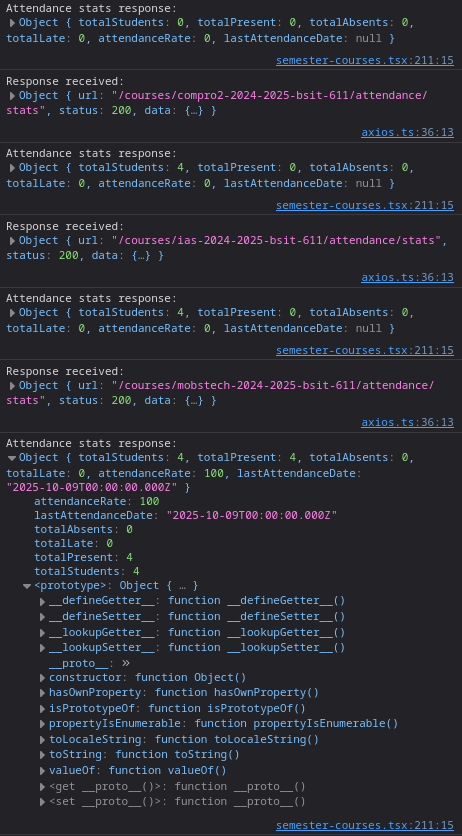 Attendance stats response:
Object { totalStudents: 0, totalPresent: 0, totalAbsents: 0,
totalLate: 0, attendanceRate: 0, lastAttendanceDate: null }
semester-courses.tsx:211:15
Response received:
Object { url: "/courses/compro2-2024-2025-bsit-611/attendance/
stats", status: 200, data: {…} }
axios.ts:36:13
Attendance stats response:
Object { totalStudents: 4, totalPresent: 0, totalAbsents: 0,
totalLate: 0, attendanceRate: 0, lastAttendanceDate: null }
semester-courses.tsx:211:15
Response received:
Object { url: "/courses/ias-2024-2025-bsit-611/attendance/stats",
status: 200, data: {…} }
axios.ts:36:13
Attendance stats response:
Object { totalStudents: 4, totalPresent: 0, totalAbsents: 0,
totalLate: 0, attendanceRate: 0, lastAttendanceDate: null }
semester-courses.tsx:211:15
Response received:
Object { url: "/courses/mobstech-2024-2025-bsit-611/attendance/
stats", status: 200, data: {…} }
axios.ts:36:13
Attendance stats response:
Object { totalStudents: 4, totalPresent: 4, totalAbsents: 0,
totalLate: 0, attendanceRate: 100, lastAttendanceDate:
"2025-10-09T00:00:00.000Z" }
attendanceRate: 100
lastAttendanceDate: "2025-10-09T00:00:00.000Z"
totalAbsents: 0
totalLate: 0
totalPresent: 4
totalStudents: 4
<prototype>: Object { … }
__defineGetter__: function __defineGetter__()
__defineSetter__: function __defineSetter__()
__lookupGetter__: function __lookupGetter__()
__lookupSetter__: function __lookupSetter__()
__proto__: »
constructor: function Object()
hasOwnProperty: function hasOwnProperty()
isPrototypeOf: function isPrototypeOf()
propertyIsEnumerable: function propertyIsEnumerable()
toLocaleString: function toLocaleString()
toString: function toString()
valueOf: function valueOf()
<get __proto__()>: function __proto__()
<set __proto__()>: function __proto__()
semester-courses.tsx:211:15